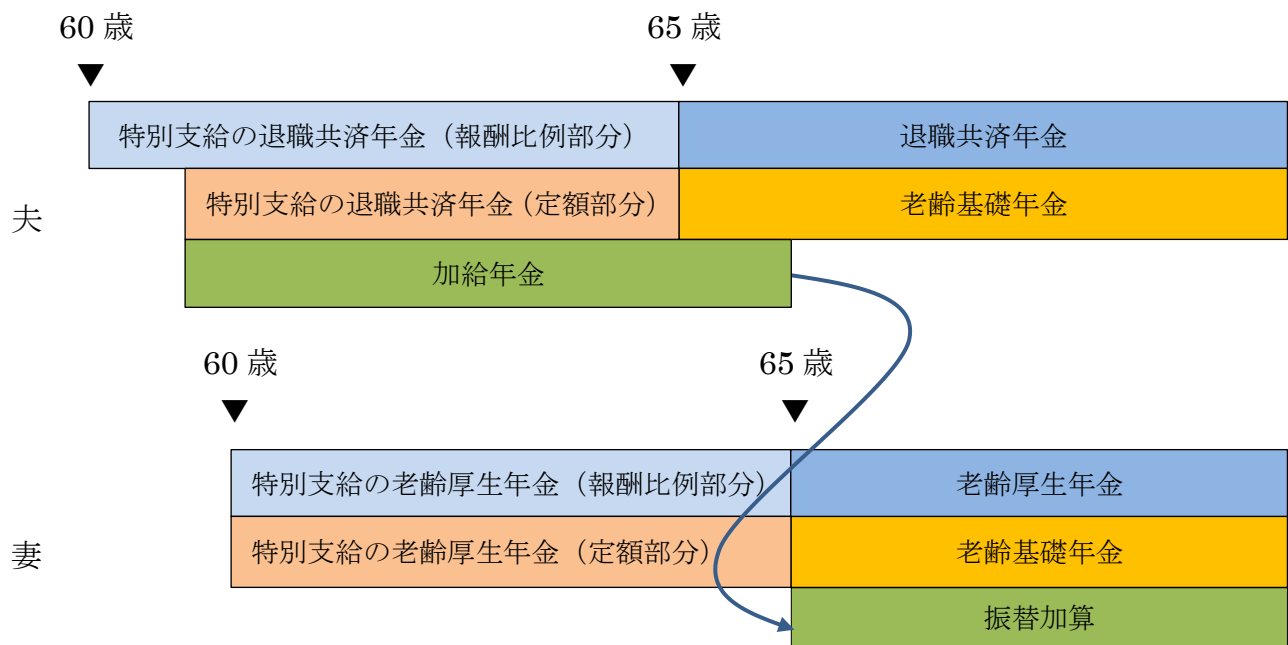 60 歳
65 歳
特別支給の退職共済年金（報酬比例部分）
退職共済年金
夫
特別支給の退職共済年金（定額部分）
老齢基礎年金
加給年金
60 歳
65 歳
特別支給の老齢厚生年金（報酬比例部分）
老齢厚生年金
妻
特別支給の老齢厚生年金（定額部分）
老齢基礎年金
振替加算